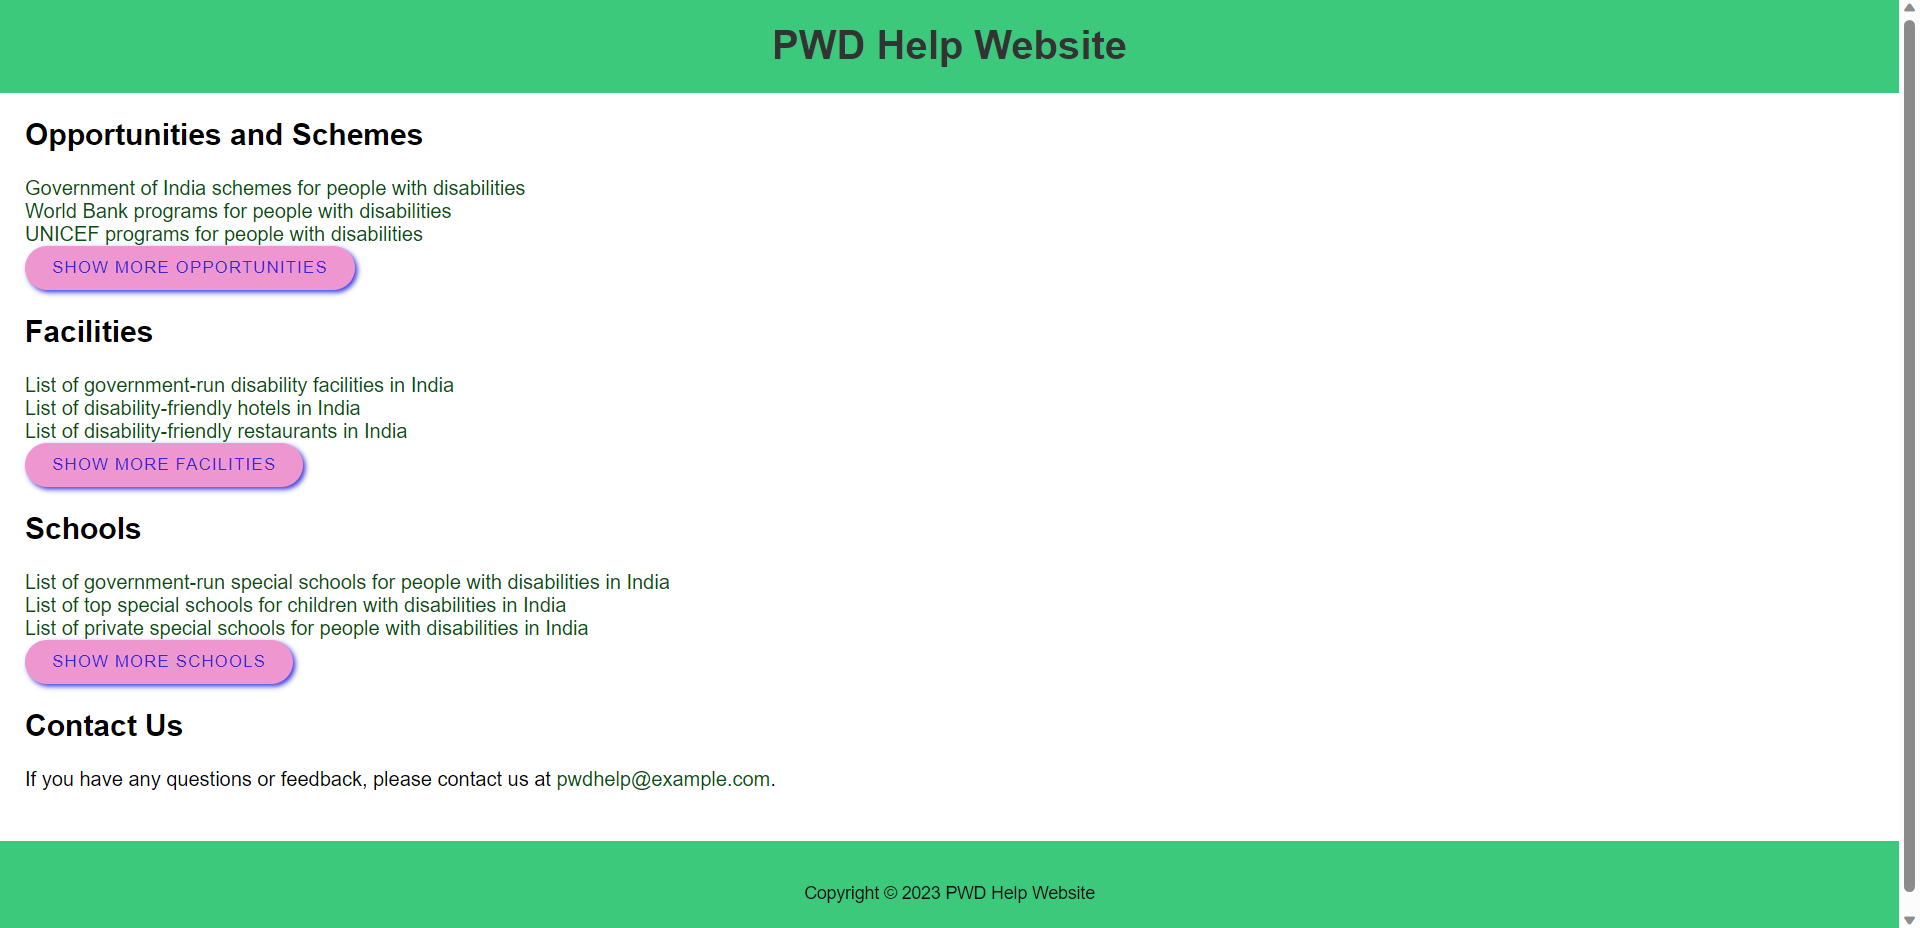 PWD Help Website
Opportunities and Schemes
Government of India schemes for people with disabilities
World Bank programs for people with disabilities
UNICEF programs for people with disabilities
SHOW MORE OPPORTUNITIES
Facilities
List of government-run disability facilities in India
List of disability-friendly hotels in India
List of disability-friendly restaurants in India
SHOW MORE FACILITIES
Schools
List of government-run special schools for people with disabilities in India
List of top special schools for children with disabilities in India
List of private special schools for people with disabilities in India
SHOW MORE SCHOOLS
Contact Us
If you have any questions or feedback, please contact us at pwdhelp@example.com.
Copyright © 2023 PWD Help Website